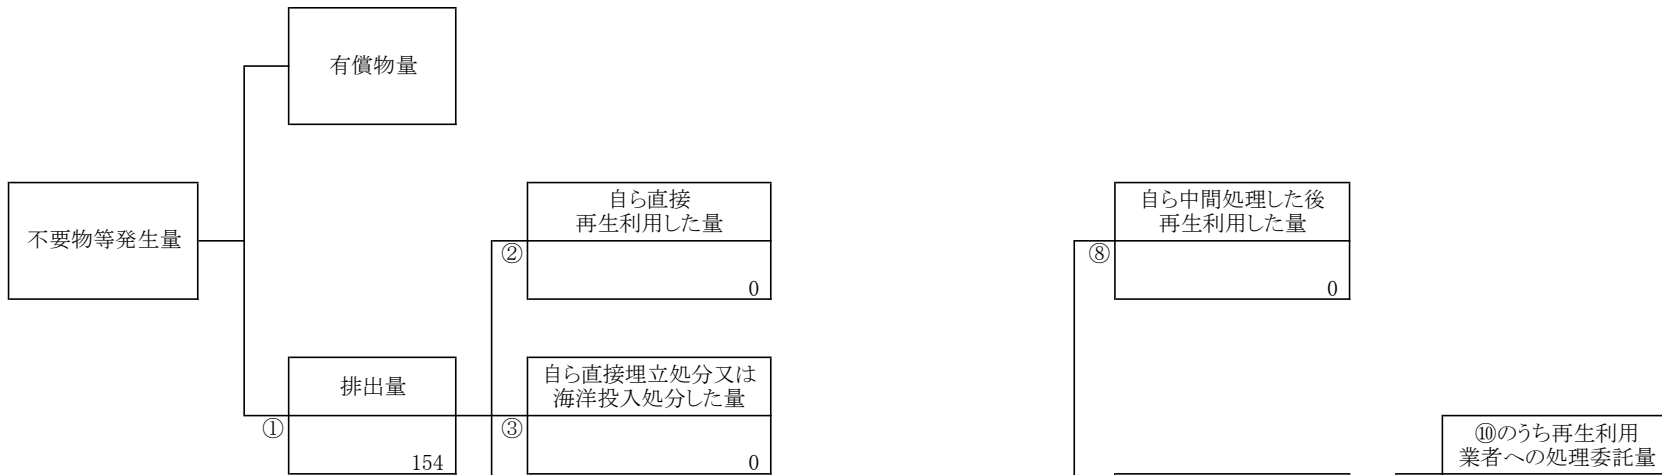 有償物量
不要物等発生量
自ら直接
再生利用した量
②
0
自ら中間処理した後
再生利用した量
⑧
0
排出量
①
154
自ら直接埋立処分又は
海洋投入処分した量
③
0
⑩のうち再生利用
業者への処理委託量